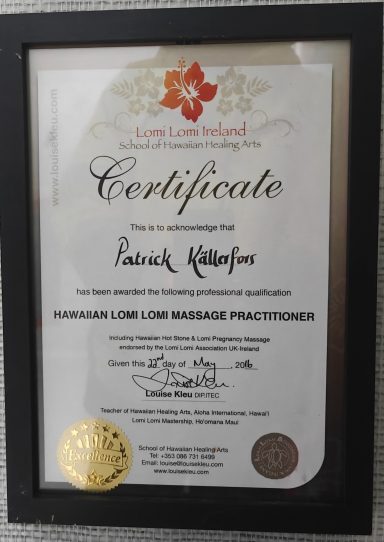 www.louisekleu.com
Lomi Lomi Ireland
School of Hawaiian Healing Arts
Certificate
This is to acknowledge that
Patrick Källerfors
has been awarded the following professional qualification
HAWAIIAN LOMI LOMI MASSAGE PRACTITIONER
Including Hawaiian Hot Stone & Lomi Pregnancy Massage
endorsed by the Lomi Lomi Association UK-Ireland
Given this 22nd day of May 2016
Louise Kleu DIP.ITEC
Teacher of Hawaiian Healing Arts, Aloha International, Hawai'i
Lomi Lomi Mastership, Ho'omana Maui
School of Hawaiian Healing Arts
Tel: +353 086 731 6499
Email: louise@louisekleu.com
www.louisekleu.com
Excellence